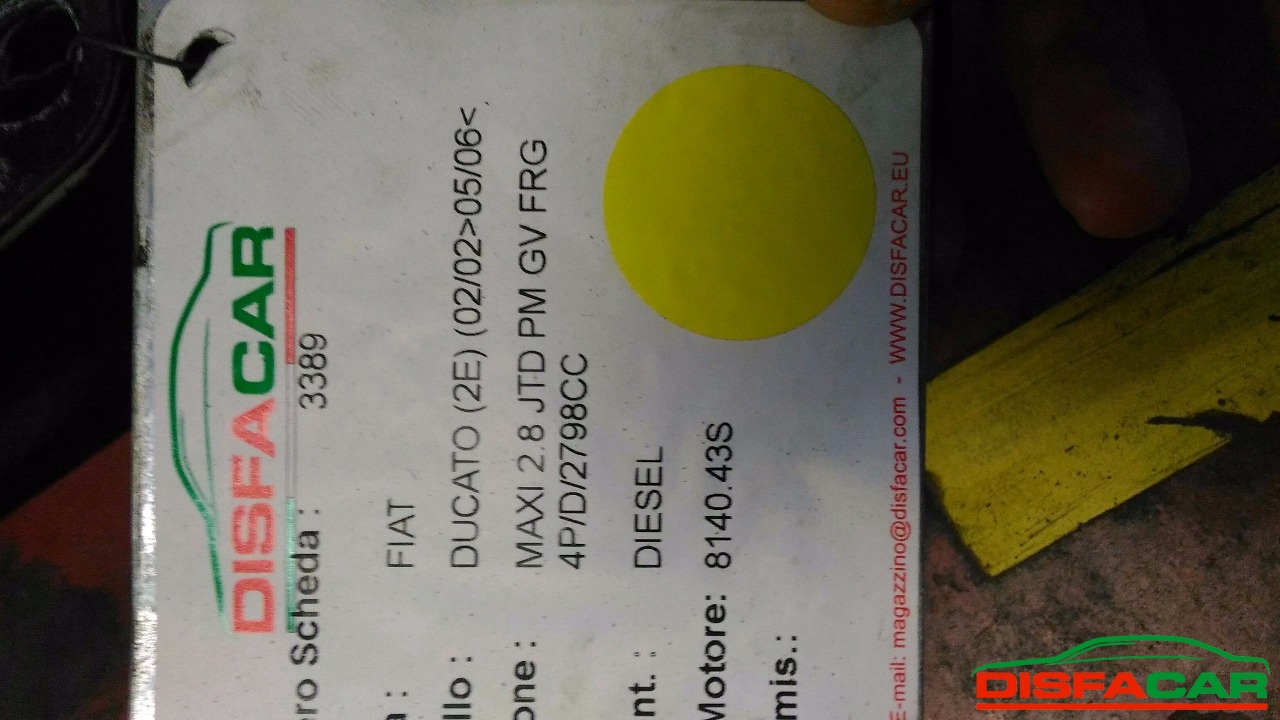 DISFACAR
ro Scheda : 3389
a : FIAT
llo : DUCATO (2E) (02/02>05/06<
one : MAXI 2.8 JTD PM GV FRG
4P/D/2798CC
nt. : DIESEL
Motore: 8140.43S
mis.:
E-mail: magazzino@disfacar.com - WWW.DISFACAR.EU
DISFACAR